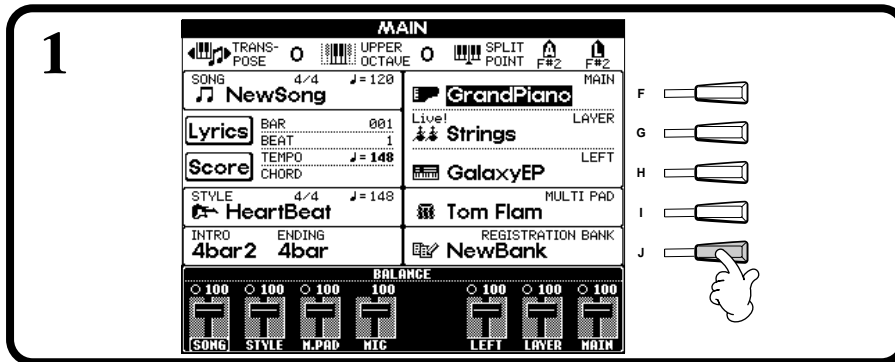 1
MAIN
TRANS-
POSE 0 UPPER
OCTAVE 0 SPLIT
POINT A
F#2 L
F#2
SONG 4/4 ♩=120
NewSong
Lyrics BAR 001
BEAT 1
Score TEMPO ♩=148
CHORD
STYLE 4/4 ♩=148
HeartBeat
INTRO ENDING
4bar2 4bar
MAIN
GrandPiano
Live! LAYER
Strings
LEFT
GalaxyEP
MULTI PAD
Tom Flam
REGISTRATION BANK
NewBank
F
G
H
I
J
BALANCE
100 100 100 100 100 100 100
SONG STYLE M.PAD MIC LEFT LAYER MAIN